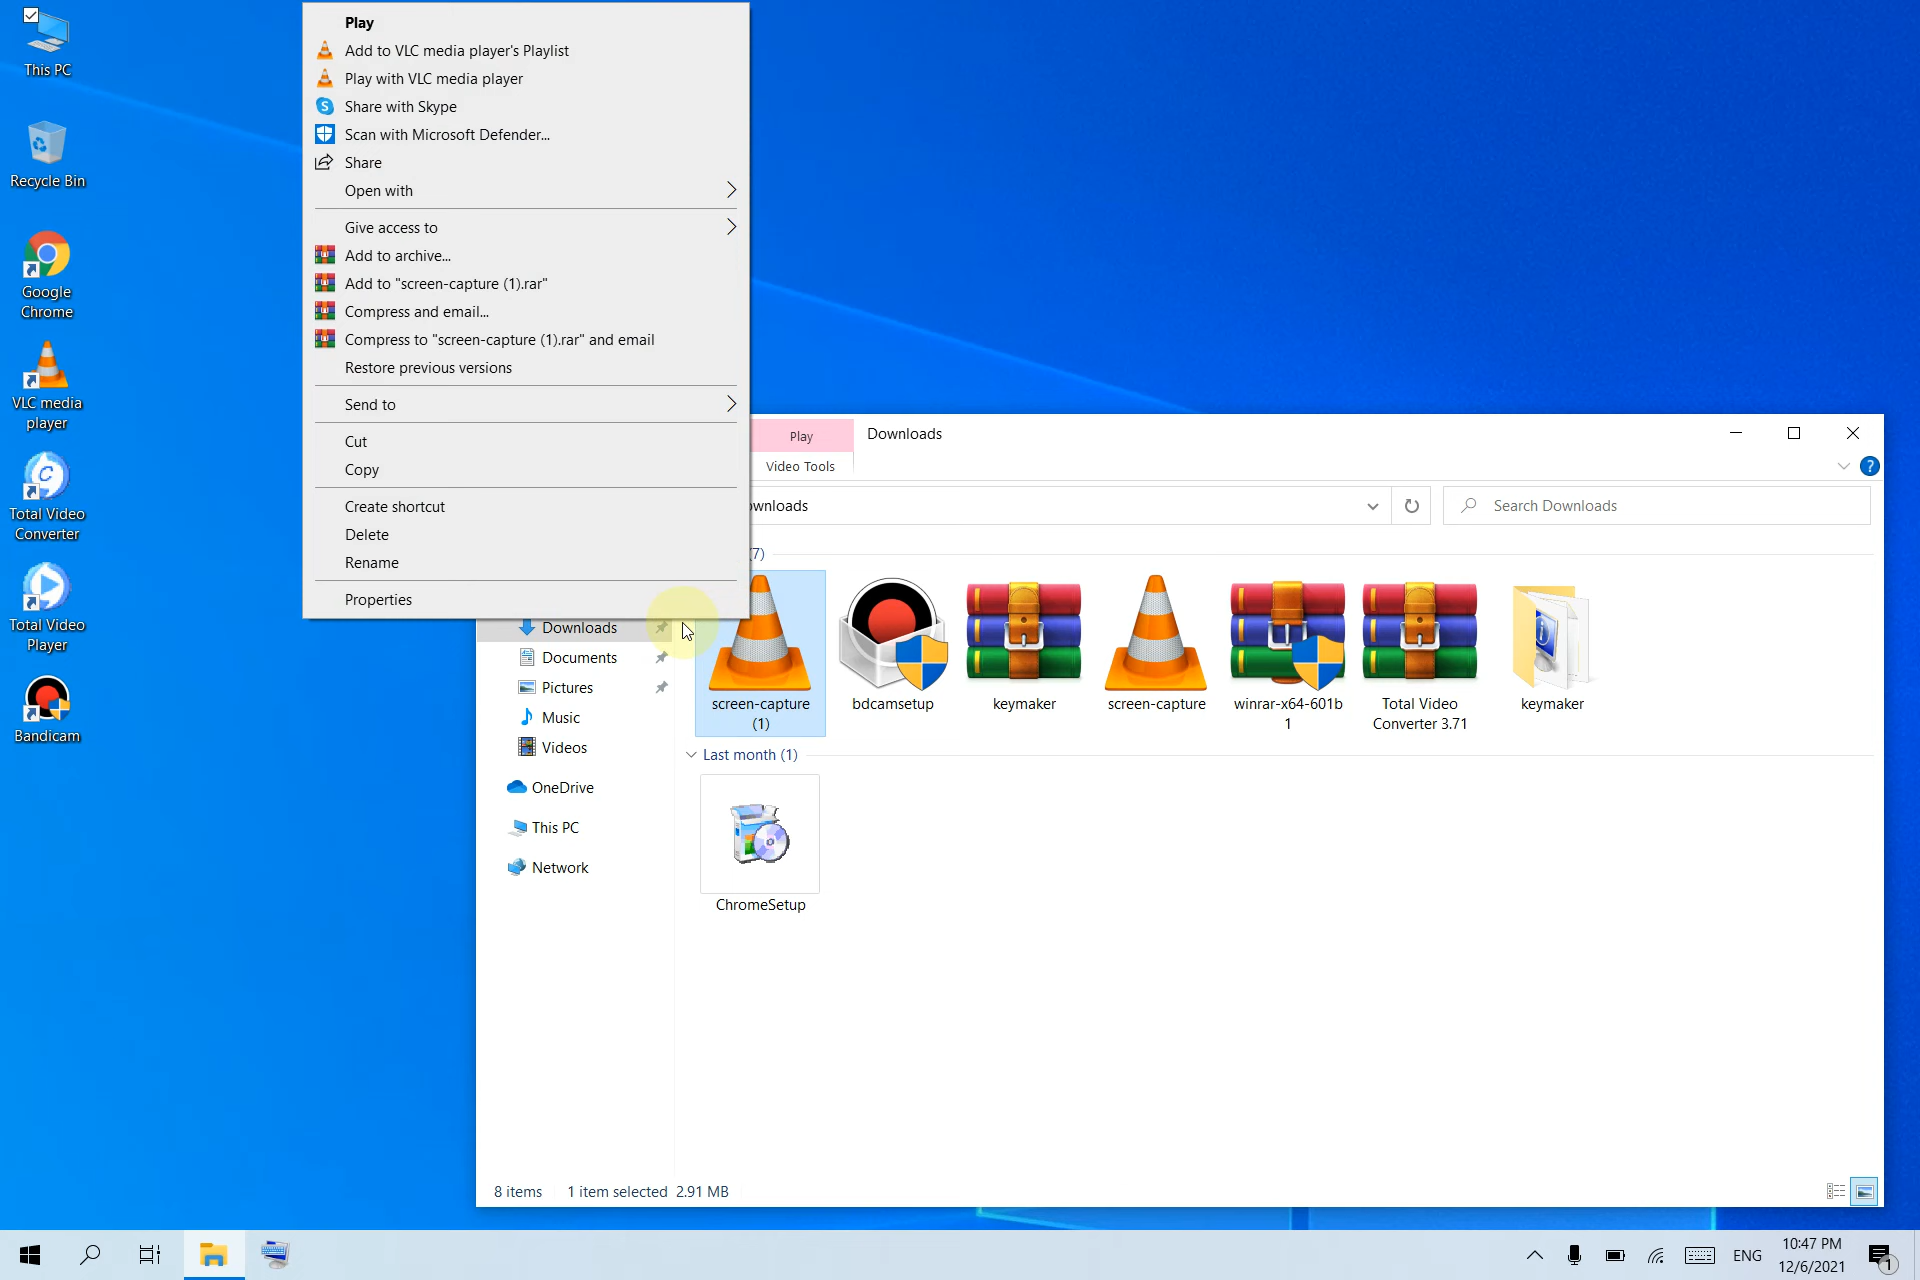 This PC
Recycle Bin
Google
Chrome
VLC media
player
Total Video
Converter
Total Video
Player
Bandicam
Play
Add to VLC media player's Playlist
Play with VLC media player
Share with Skype
Scan with Microsoft Defender...
Share
Open with
Give access to
Add to archive...
Add to "screen-capture (1).rar"
Compress and email...
Compress to "screen-capture (1).rar" and email
Restore previous versions
Send to
Cut
Copy
Create shortcut
Delete
Rename
Properties
Play
Downloads
Video Tools
wnloads
Search Downloads
Downloads
Documents
Pictures
Music
Videos
OneDrive
This PC
Network
(7)
screen-capture
(1)
bdcamsetup
keymaker
screen-capture
winrar-x64-601b
1
Total Video
Converter 3.71
keymaker
Last month (1)
ChromeSetup
8 items
1 item selected 2.91 MB
ENG
10:47 PM
12/6/2021
1